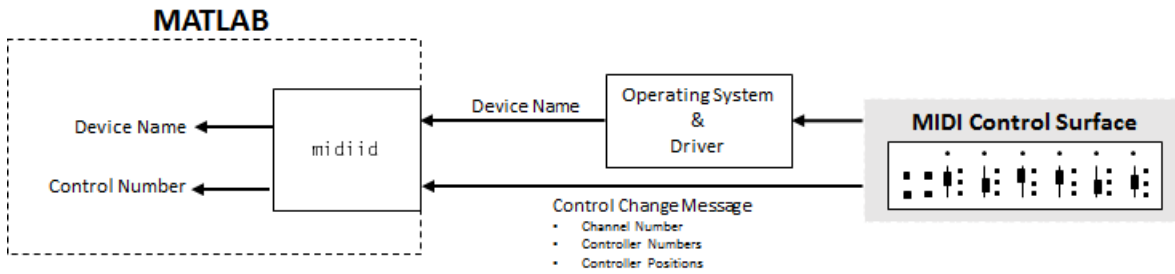 MATLAB
Device Name
Control Number
midiid
Device Name
Operating System
&
Driver
MIDI Control Surface
Control Change Message
• Channel Number
• Controller Numbers
• Controller Positions